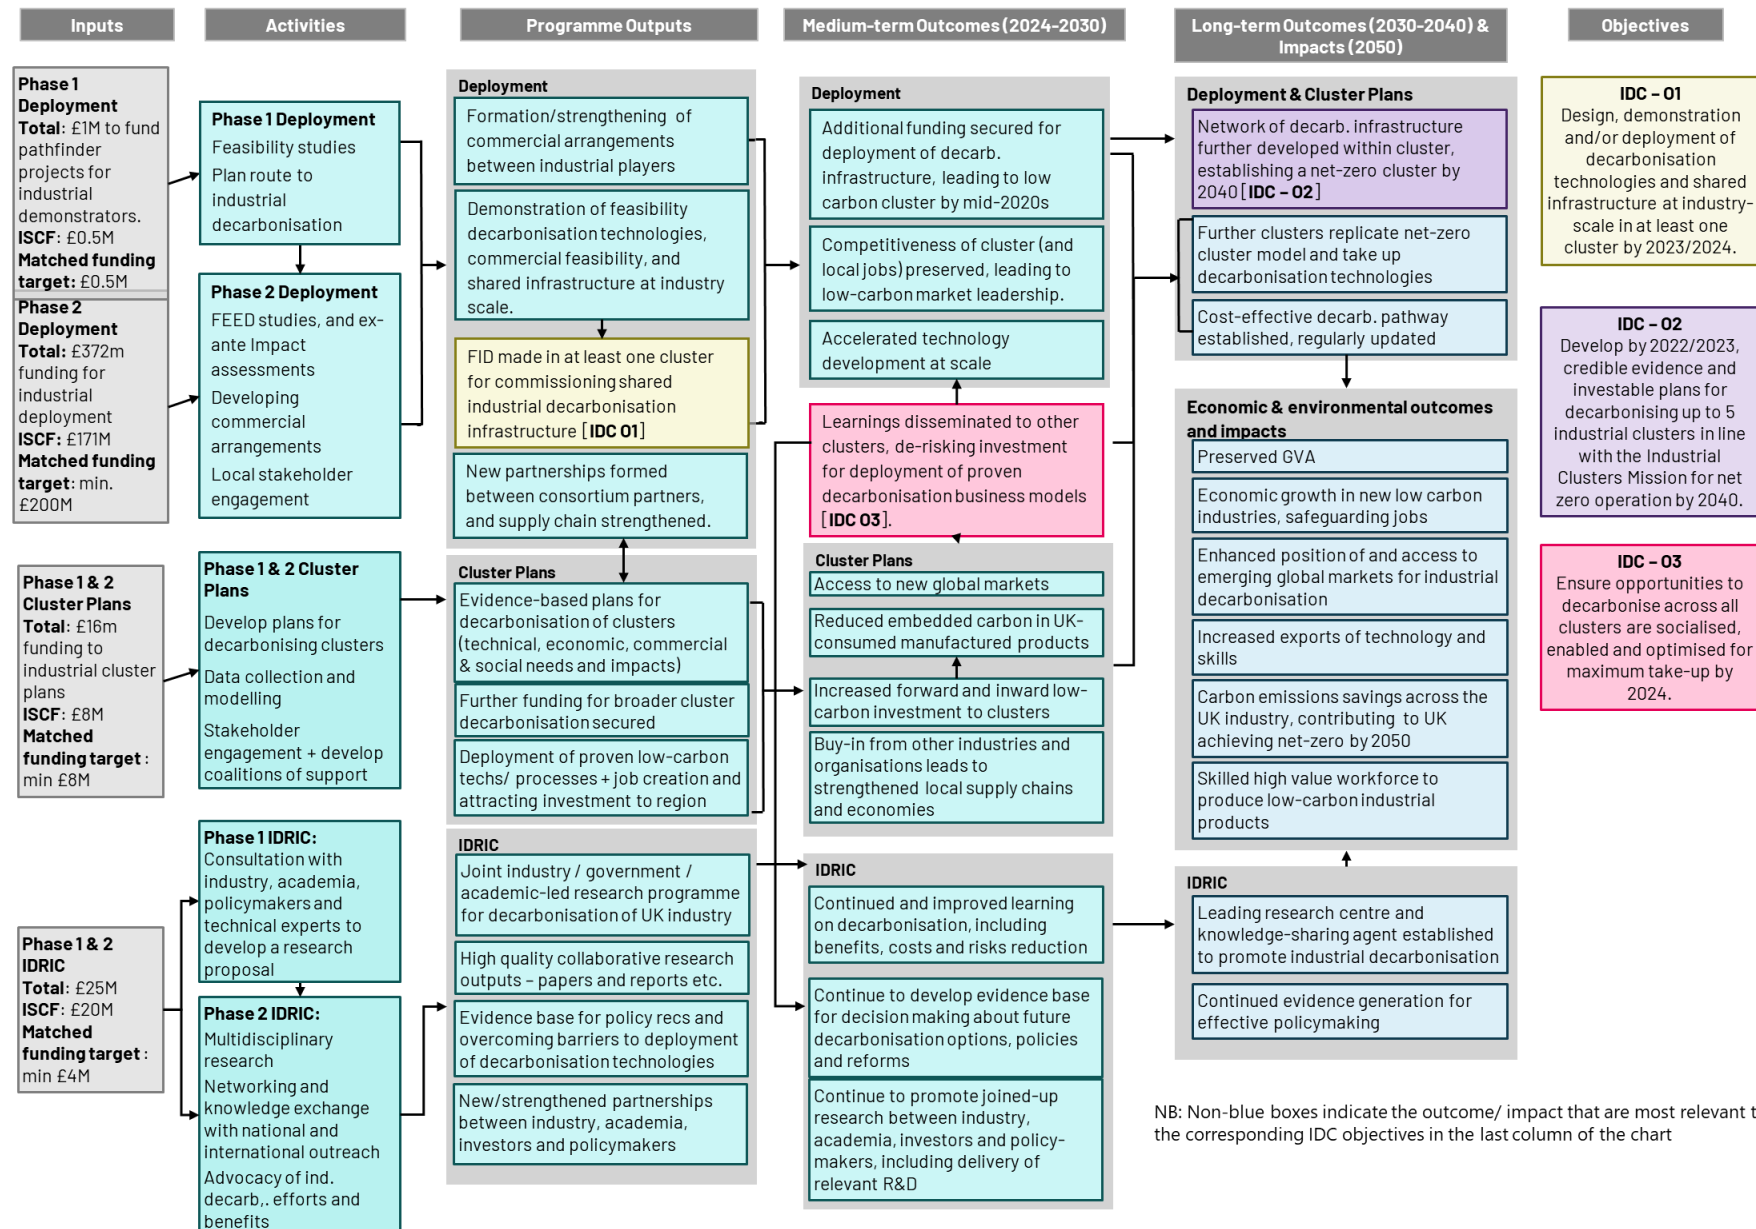 Inputs
Activities
Programme Outputs
Medium-term Outcomes (2024-2030)
Long-term Outcomes (2030-2040) &
Impacts (2050)
Objectives
Phase 1
Deployment
Total: £1M to fund
pathfinder
projects for
industrial
demonstrators.
ISCF: £0.5M
Matched funding
target: £0.5M
Phase 2
Deployment
Total: £372m
funding for
industrial
deployment
ISCF: £171M
Matched funding
target: min.
£200M
Phase 1 & 2
Cluster Plans
Total: £16m
funding to
industrial cluster
plans
ISCF: £8M
Matched
funding target :
min £8M
Phase 1 & 2
IDRIC
Total: £25M
ISCF: £20M
Matched
funding target :
min £4M
Phase 1 Deployment
Feasibility studies
Plan route to
industrial
decarbonisation
Phase 2 Deployment
FEED studies, and ex-
ante Impact
assessments
Developing
commercial
arrangements
Local stakeholder
engagement
Phase 1 & 2 Cluster
Plans
Develop plans for
decarbonising clusters
Data collection and
modelling
Stakeholder
engagement + develop
coalitions of support
Phase 1 IDRIC:
Consultation with
industry, academia,
policymakers and
technical experts to
develop a research
proposal
Phase 2 IDRIC:
Multidisciplinary
research
Networking and
knowledge exchange
with national and
international outreach
Advocacy of ind.
decarb,. efforts and
benefits
Deployment
Formation/strengthening of
commercial arrangements
between industrial players
Demonstration of feasibility
decarbonisation technologies,
commercial feasibility, and
shared infrastructure at industry
scale.
FID made in at least one cluster
for commissioning shared
industrial decarbonisation
infrastructure [IDC O1]
New partnerships formed
between consortium partners,
and supply chain strengthened.
Cluster Plans
Evidence-based plans for
decarbonisation of clusters
(technical, economic, commercial
& social needs and impacts)
Further funding for broader cluster
decarbonisation secured
Deployment of proven low-carbon
techs/ processes + job creation and
attracting investment to region
IDRIC
Joint industry / government /
academic-led research programme
for decarbonisation of UK industry
High quality collaborative research
outputs – papers and reports etc.
Evidence base for policy recs and
overcoming barriers to deployment
of decarbonisation technologies
New/strengthened partnerships
between industry, academia,
investors and policymakers
Deployment
Additional funding secured for
deployment of decarb.
infrastructure, leading to low
carbon cluster by mid-2020s
Competitiveness of cluster (and
local jobs) preserved, leading to
low-carbon market leadership.
Accelerated technology
development at scale
Learnings disseminated to other
clusters, de-risking investment
for deployment of proven
decarbonisation business models
[IDC O3].
Cluster Plans
Access to new global markets
Reduced embedded carbon in UK-
consumed manufactured products
Increased forward and inward low-
carbon investment to clusters
Buy-in from other industries and
organisations leads to
strengthened local supply chains
and economies
IDRIC
Continued and improved learning
on decarbonisation, including
benefits, costs and risks reduction
Continue to develop evidence base
for decision making about future
decarbonisation options, policies
and reforms
Continue to promote joined-up
research between industry,
academia, investors and policy-
makers, including delivery of
relevant R&D
Deployment & Cluster Plans
Network of decarb. infrastructure
further developed within cluster,
establishing a net-zero cluster by
2040 [IDC – O2]
Further clusters replicate net-zero
cluster model and take up
decarbonisation technologies
Cost-effective decarb. pathway
established, regularly updated
Economic & environmental outcomes
and impacts
Preserved GVA
Economic growth in new low carbon
industries, safeguarding jobs
Enhanced position of and access to
emerging global markets for industrial
decarbonisation
Increased exports of technology and
skills
Carbon emissions savings across the
UK industry, contributing to UK
achieving net-zero by 2050
Skilled high value workforce to
produce low-carbon industrial
products
IDRIC
Leading research centre and
knowledge-sharing agent established
to promote industrial decarbonisation
Continued evidence generation for
effective policymaking
IDC – O1
Design, demonstration
and/or deployment of
decarbonisation
technologies and shared
infrastructure at industry-
scale in at least one
cluster by 2023/2024.
IDC – O2
Develop by 2022/2023,
credible evidence and
investable plans for
decarbonising up to 5
industrial clusters in line
with the Industrial
Clusters Mission for net
zero operation by 2040.
IDC – O3
Ensure opportunities to
decarbonise across all
clusters are socialised,
enabled and optimised for
maximum take-up by
2024.
NB: Non-blue boxes indicate the outcome/ impact that are most relevant t
the corresponding IDC objectives in the last column of the chart